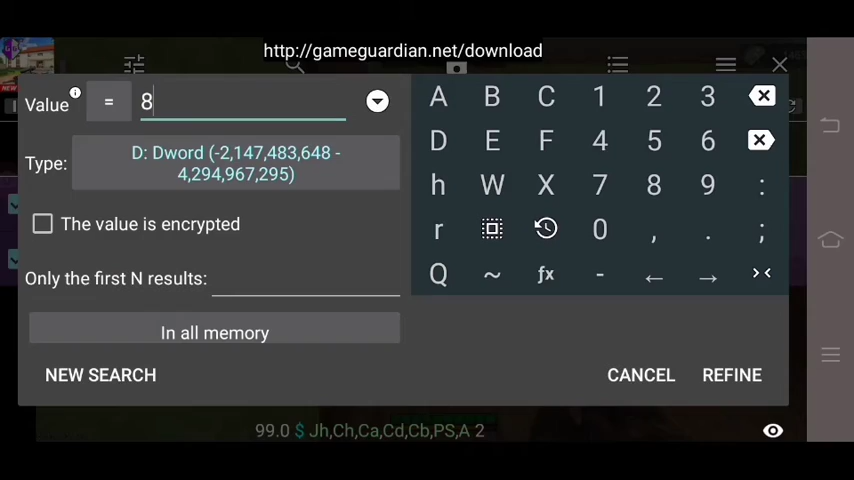 http://gameguardian.net/download
Value = 8
A B C 1 2 3
Type: D: Dword (-2,147,483,648 -
4,294,967,295)
D E F 4 5 6
h W X 7 8 9 :
The value is encrypted
r 0 , . ;
Only the first N results:
Q ~ ƒx - ← → ><
In all memory
NEW SEARCH CANCEL REFINE
99.0 $ Jh,Ch,Ca,Cd,Cb,PS,A 2